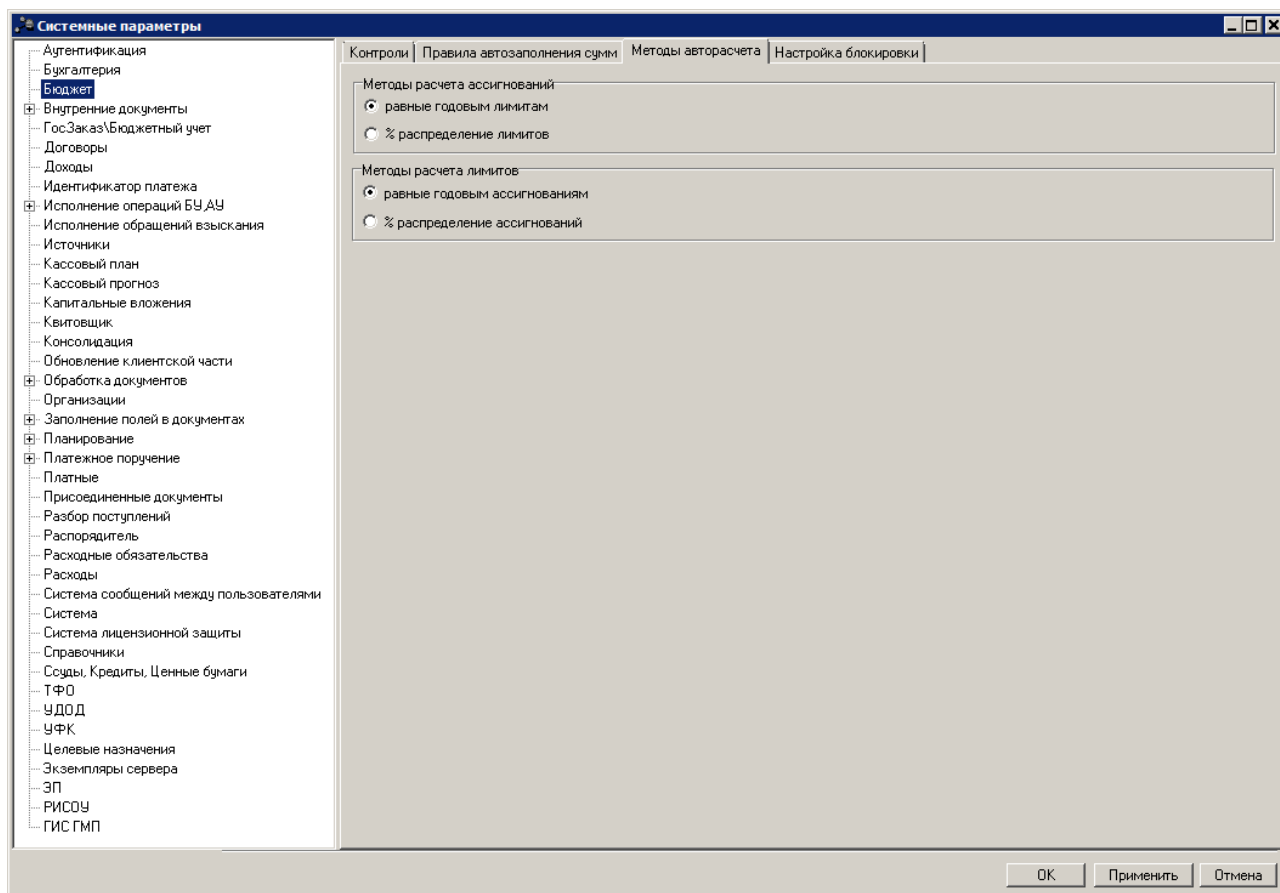 Системные параметры
Аутентификация
Бухгалтерия
Бюджет
Внутренние документы
ГосЗаказ\Бюджетный учет
Договоры
Доходы
Идентификатор платежа
Исполнение операций БУ,АУ
Исполнение обращений взыскания
Источники
Кассовый план
Кассовый прогноз
Капитальные вложения
Квитовщик
Консолидация
Обновление клиентской части
Обработка документов
Организации
Заполнение полей в документах
Планирование
Платежное поручение
Платные
Присоединенные документы
Разбор поступлений
Распорядитель
Расходные обязательства
Расходы
Система сообщений между пользователями
Система
Система лицензионной защиты
Справочники
Ссуды, Кредиты, Ценные бумаги
ТФО
УДОД
УФК
Целевые назначения
Экземпляры сервера
ЭП
РИСОУ
ГИС ГМП
Контроли Правила автозаполнения сумм Методы авторасчета Настройка блокировки
Методы расчета ассигнований
равные годовым лимитам
% распределение лимитов
Методы расчета лимитов
равные годовым ассигнованиям
% распределение ассигнований
OK Применить Отмена